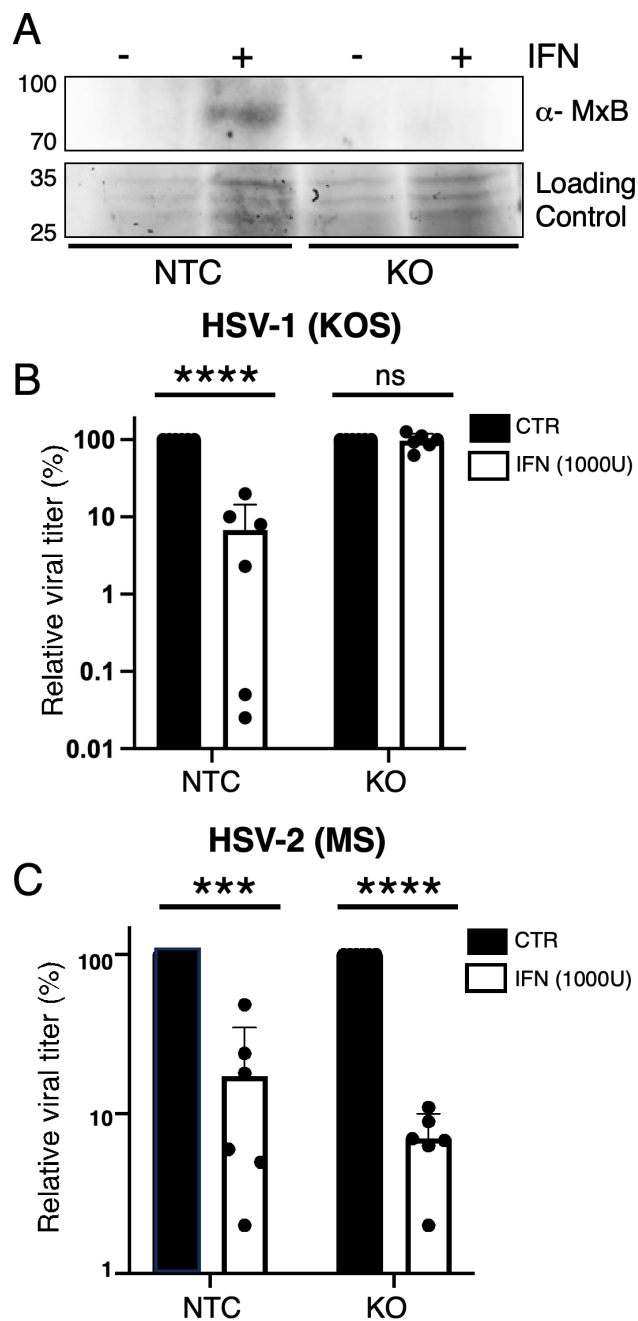 A
- + - + IFN
100
70
α- MxB
35
25
Loading
Control
NTC KO
HSV-1 (KOS)
B
**** ns
CTR
IFN (1000U)
Relative viral titer (%)
100
10
1
0.1
0.01
NTC KO
HSV-2 (MS)
C
*** ****
CTR
IFN (1000U)
Relative viral titer (%)
100
10
1
NTC KO